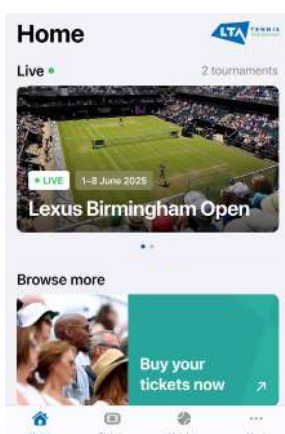 Home
LTA TENNIS
Live
2 tournaments
LIVE 1-8 June 2025
Lexus Birmingham Open
Browse more
Buy your
tickets now